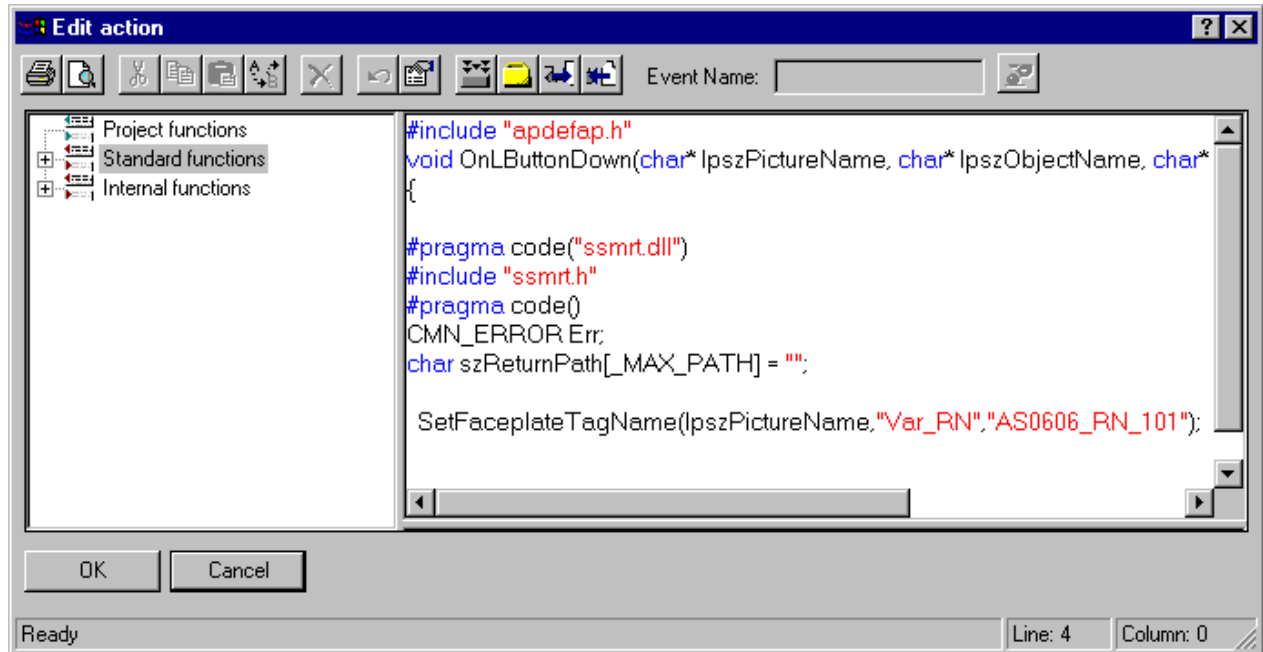 Edit action
Event Name:
Project functions
Standard functions
Internal functions
#include "apdefap.h"
void OnLButtonDown(char* lpszPictureName, char* lpszObjectName, char*
{
#pragma code("ssmrt.dll")
#include "ssmrt.h"
#pragma code()
CMN_ERROR Err;
char szReturnPath[_MAX_PATH] = "";
SetFaceplateTagName(lpszPictureName,"Var_RN","AS0606_RN_101");
OK
Cancel
Ready
Line: 4
Column: 0